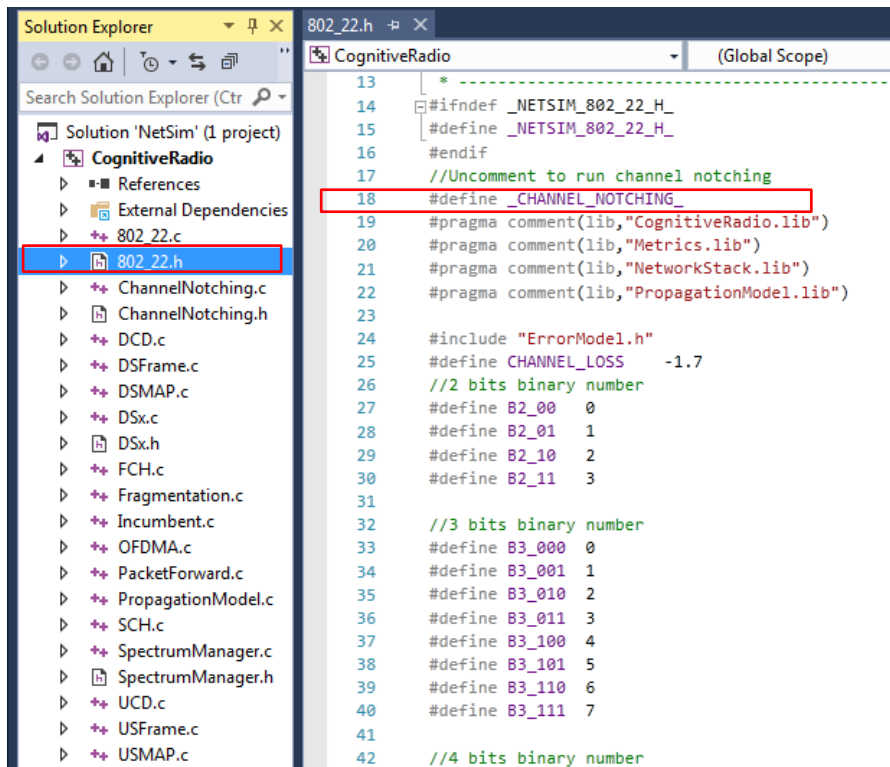 Solution Explorer
Search Solution Explorer (Ctr
Solution 'NetSim' (1 project)
CognitiveRadio
References
External Dependencies
802_22.c
802_22.h
ChannelNotching.c
ChannelNotching.h
DCD.c
DSFrame.c
DSMAP.c
DSx.c
DSx.h
FCH.c
Fragmentation.c
Incumbent.c
OFDMA.c
PacketForward.c
PropagationModel.c
SCH.c
SpectrumManager.c
SpectrumManager.h
UCD.c
USFrame.c
USMAP.c
802_22.h
CognitiveRadio (Global Scope)
13 * --------------------------------------------
14 #ifndef _NETSIM_802_22_H_
15 #define _NETSIM_802_22_H_
16 #endif
17 //Uncomment to run channel notching
18 #define _CHANNEL_NOTCHING_
19 #pragma comment(lib,"CognitiveRadio.lib")
20 #pragma comment(lib,"Metrics.lib")
21 #pragma comment(lib,"NetworkStack.lib")
22 #pragma comment(lib,"PropagationModel.lib")
23
24 #include "ErrorModel.h"
25 #define CHANNEL_LOSS -1.7
26 //2 bits binary number
27 #define B2_00 0
28 #define B2_01 1
29 #define B2_10 2
30 #define B2_11 3
31
32 //3 bits binary number
33 #define B3_000 0
34 #define B3_001 1
35 #define B3_010 2
36 #define B3_011 3
37 #define B3_100 4
38 #define B3_101 5
39 #define B3_110 6
40 #define B3_111 7
41
42 //4 bits binary number